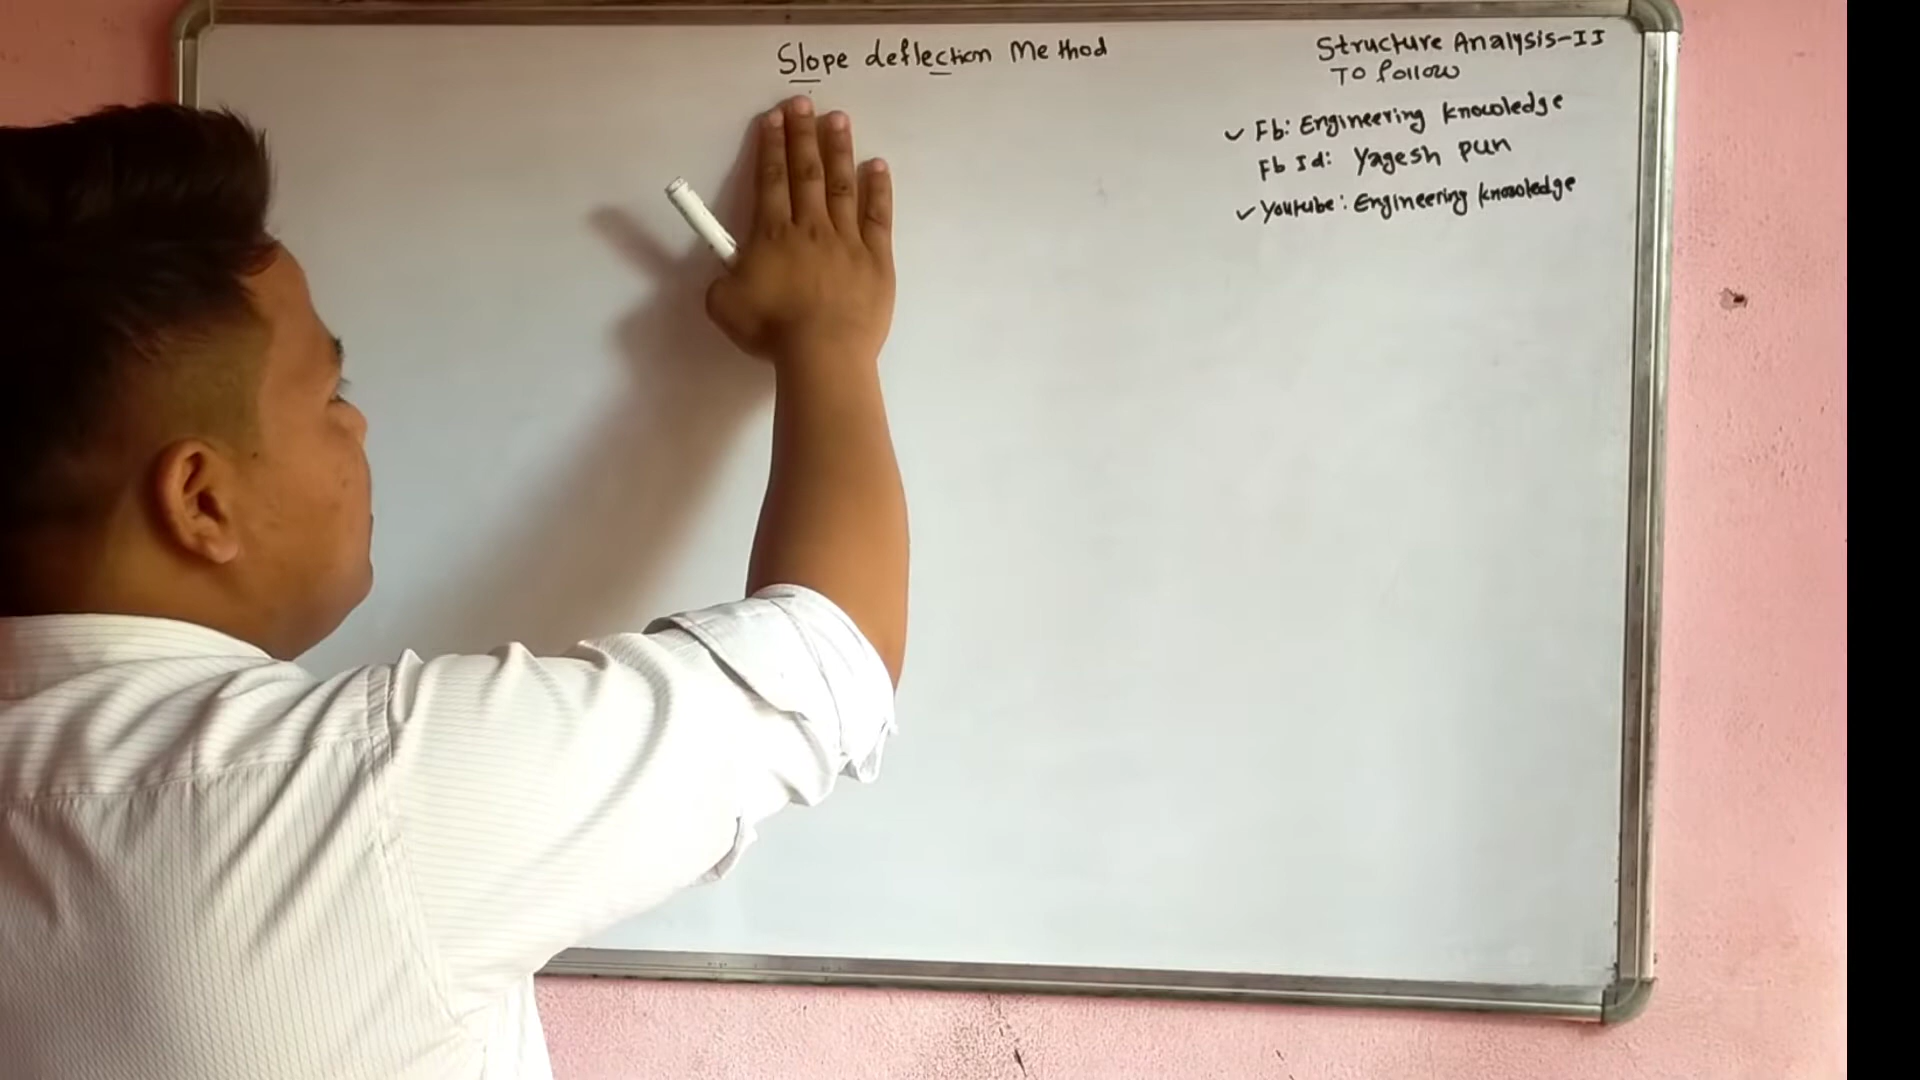 Slope deflection Method
Structure Analysis-II
To follow
✓ Fb: Engineering knowledge
Fb Id: Yagesh pun
✓ Youtube: Engineering knowledge